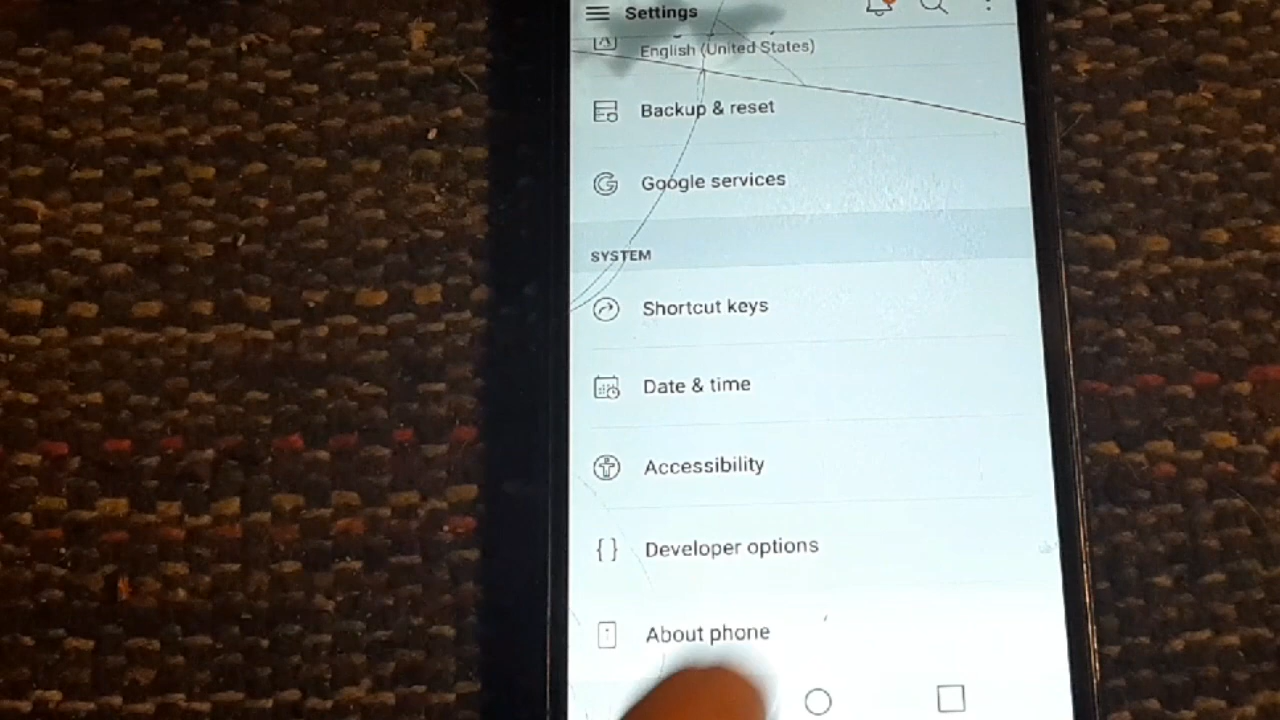 Settings
English (United States)
Backup & reset
Google services
SYSTEM
Shortcut keys
Date & time
Accessibility
{ } Developer options
About phone